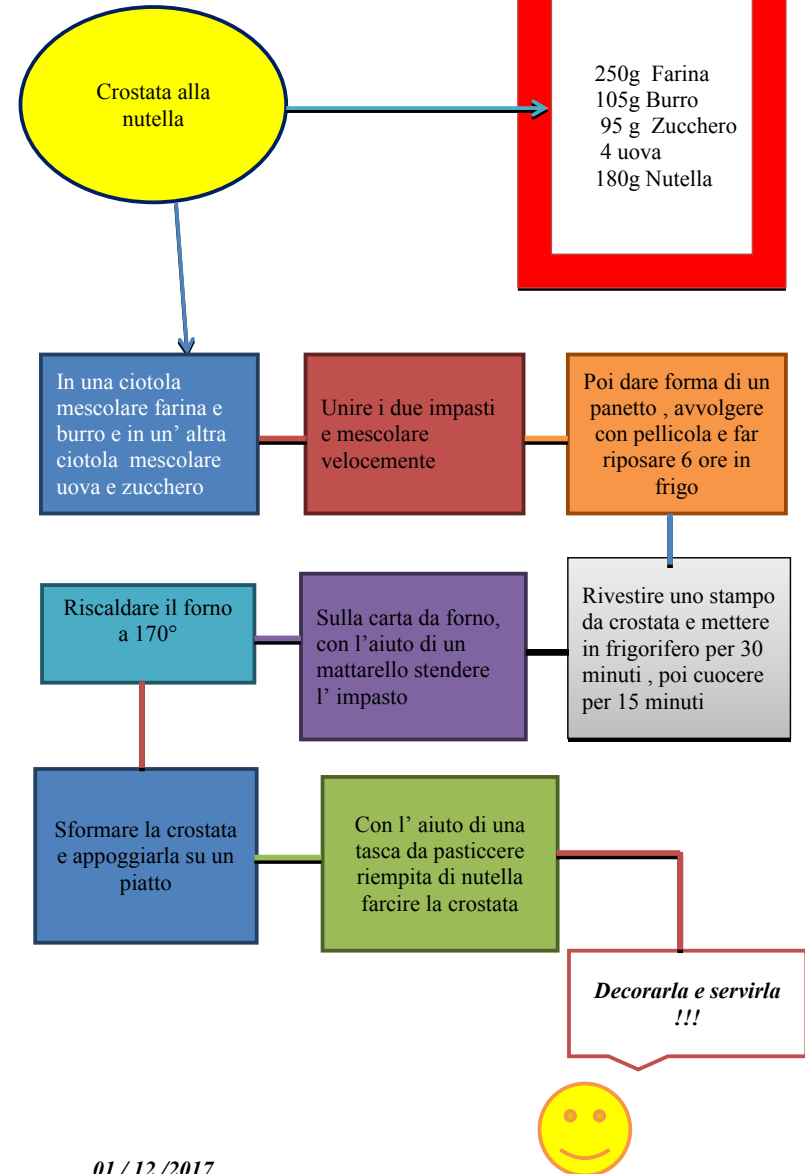 Crostata alla
nutella
250g  Farina
105g Burro
95 g  Zucchero
4 uova
180g Nutella
In una ciotola
mescolare farina e
burro e in un’ altra
ciotola  mescolare
uova e zucchero
Unire i due impasti
e mescolare
velocemente
Poi dare forma di un
panetto , avvolgere
con pellicola e far
riposare 6 ore in
frigo
Rivestire uno stampo
da crostata e mettere
in frigorifero per 30
minuti , poi cuocere
per 15 minuti
Sulla carta da forno,
con l’aiuto di un
mattarello stendere
l’ impasto
Riscaldare il forno
a 170°
Sformare la crostata
e appoggiarla su un
piatto
Con l’ aiuto di una
tasca da pasticcere
riempita di nutella
farcire la crostata
Decorarla e servirla
!!!
01 / 12 /2017